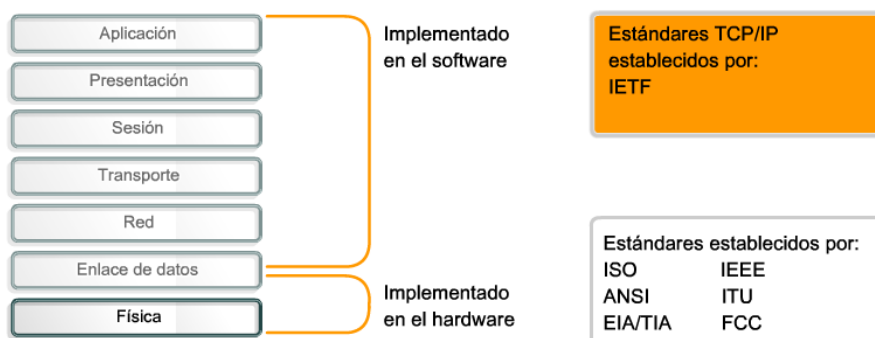 Aplicación
Presentación
Sesión
Transporte
Red
Enlace de datos
Física
Implementado
en el software
Implementado
en el hardware
Estándares TCP/IP
establecidos por:
IETF
Estándares establecidos por:
ISO IEEE
ANSI ITU
EIA/TIA FCC